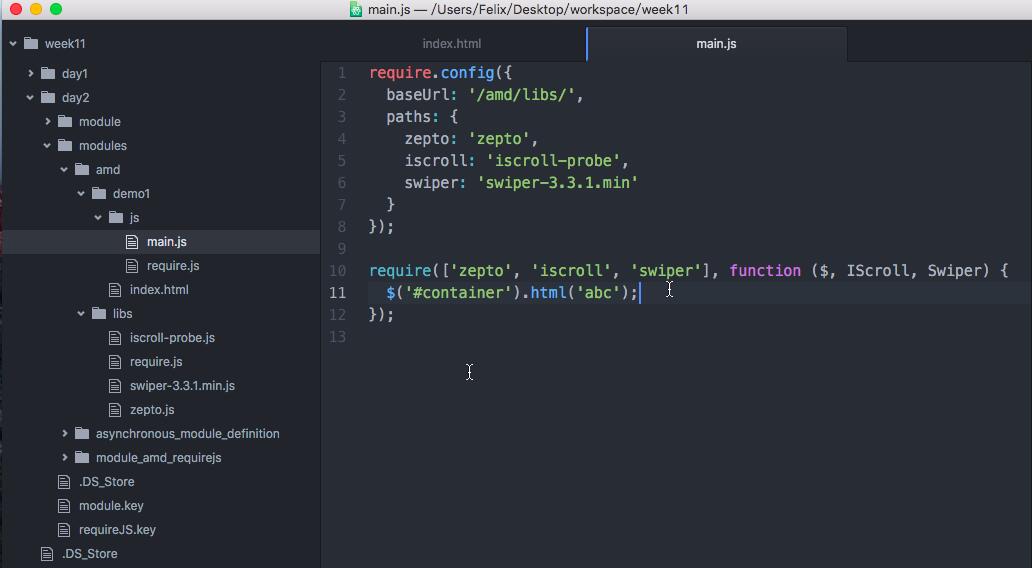 main.js — /Users/Felix/Desktop/workspace/week11
week11
day1
day2
module
modules
amd
demo1
js
main.js
require.js
index.html
libs
iscroll-probe.js
require.js
swiper-3.3.1.min.js
zepto.js
asynchronous_module_definition
module_amd_requirejs
.DS_Store
module.key
requireJS.key
.DS_Store
index.html
main.js
1 require.config({
2   baseUrl: '/amd/libs/',
3   paths: {
4     zepto: 'zepto',
5     iscroll: 'iscroll-probe',
6     swiper: 'swiper-3.3.1.min'
7   }
8 });
9
10 require(['zepto', 'iscroll', 'swiper'], function ($, IScroll, Swiper) {
11   $('#container').html('abc');
12 });
13